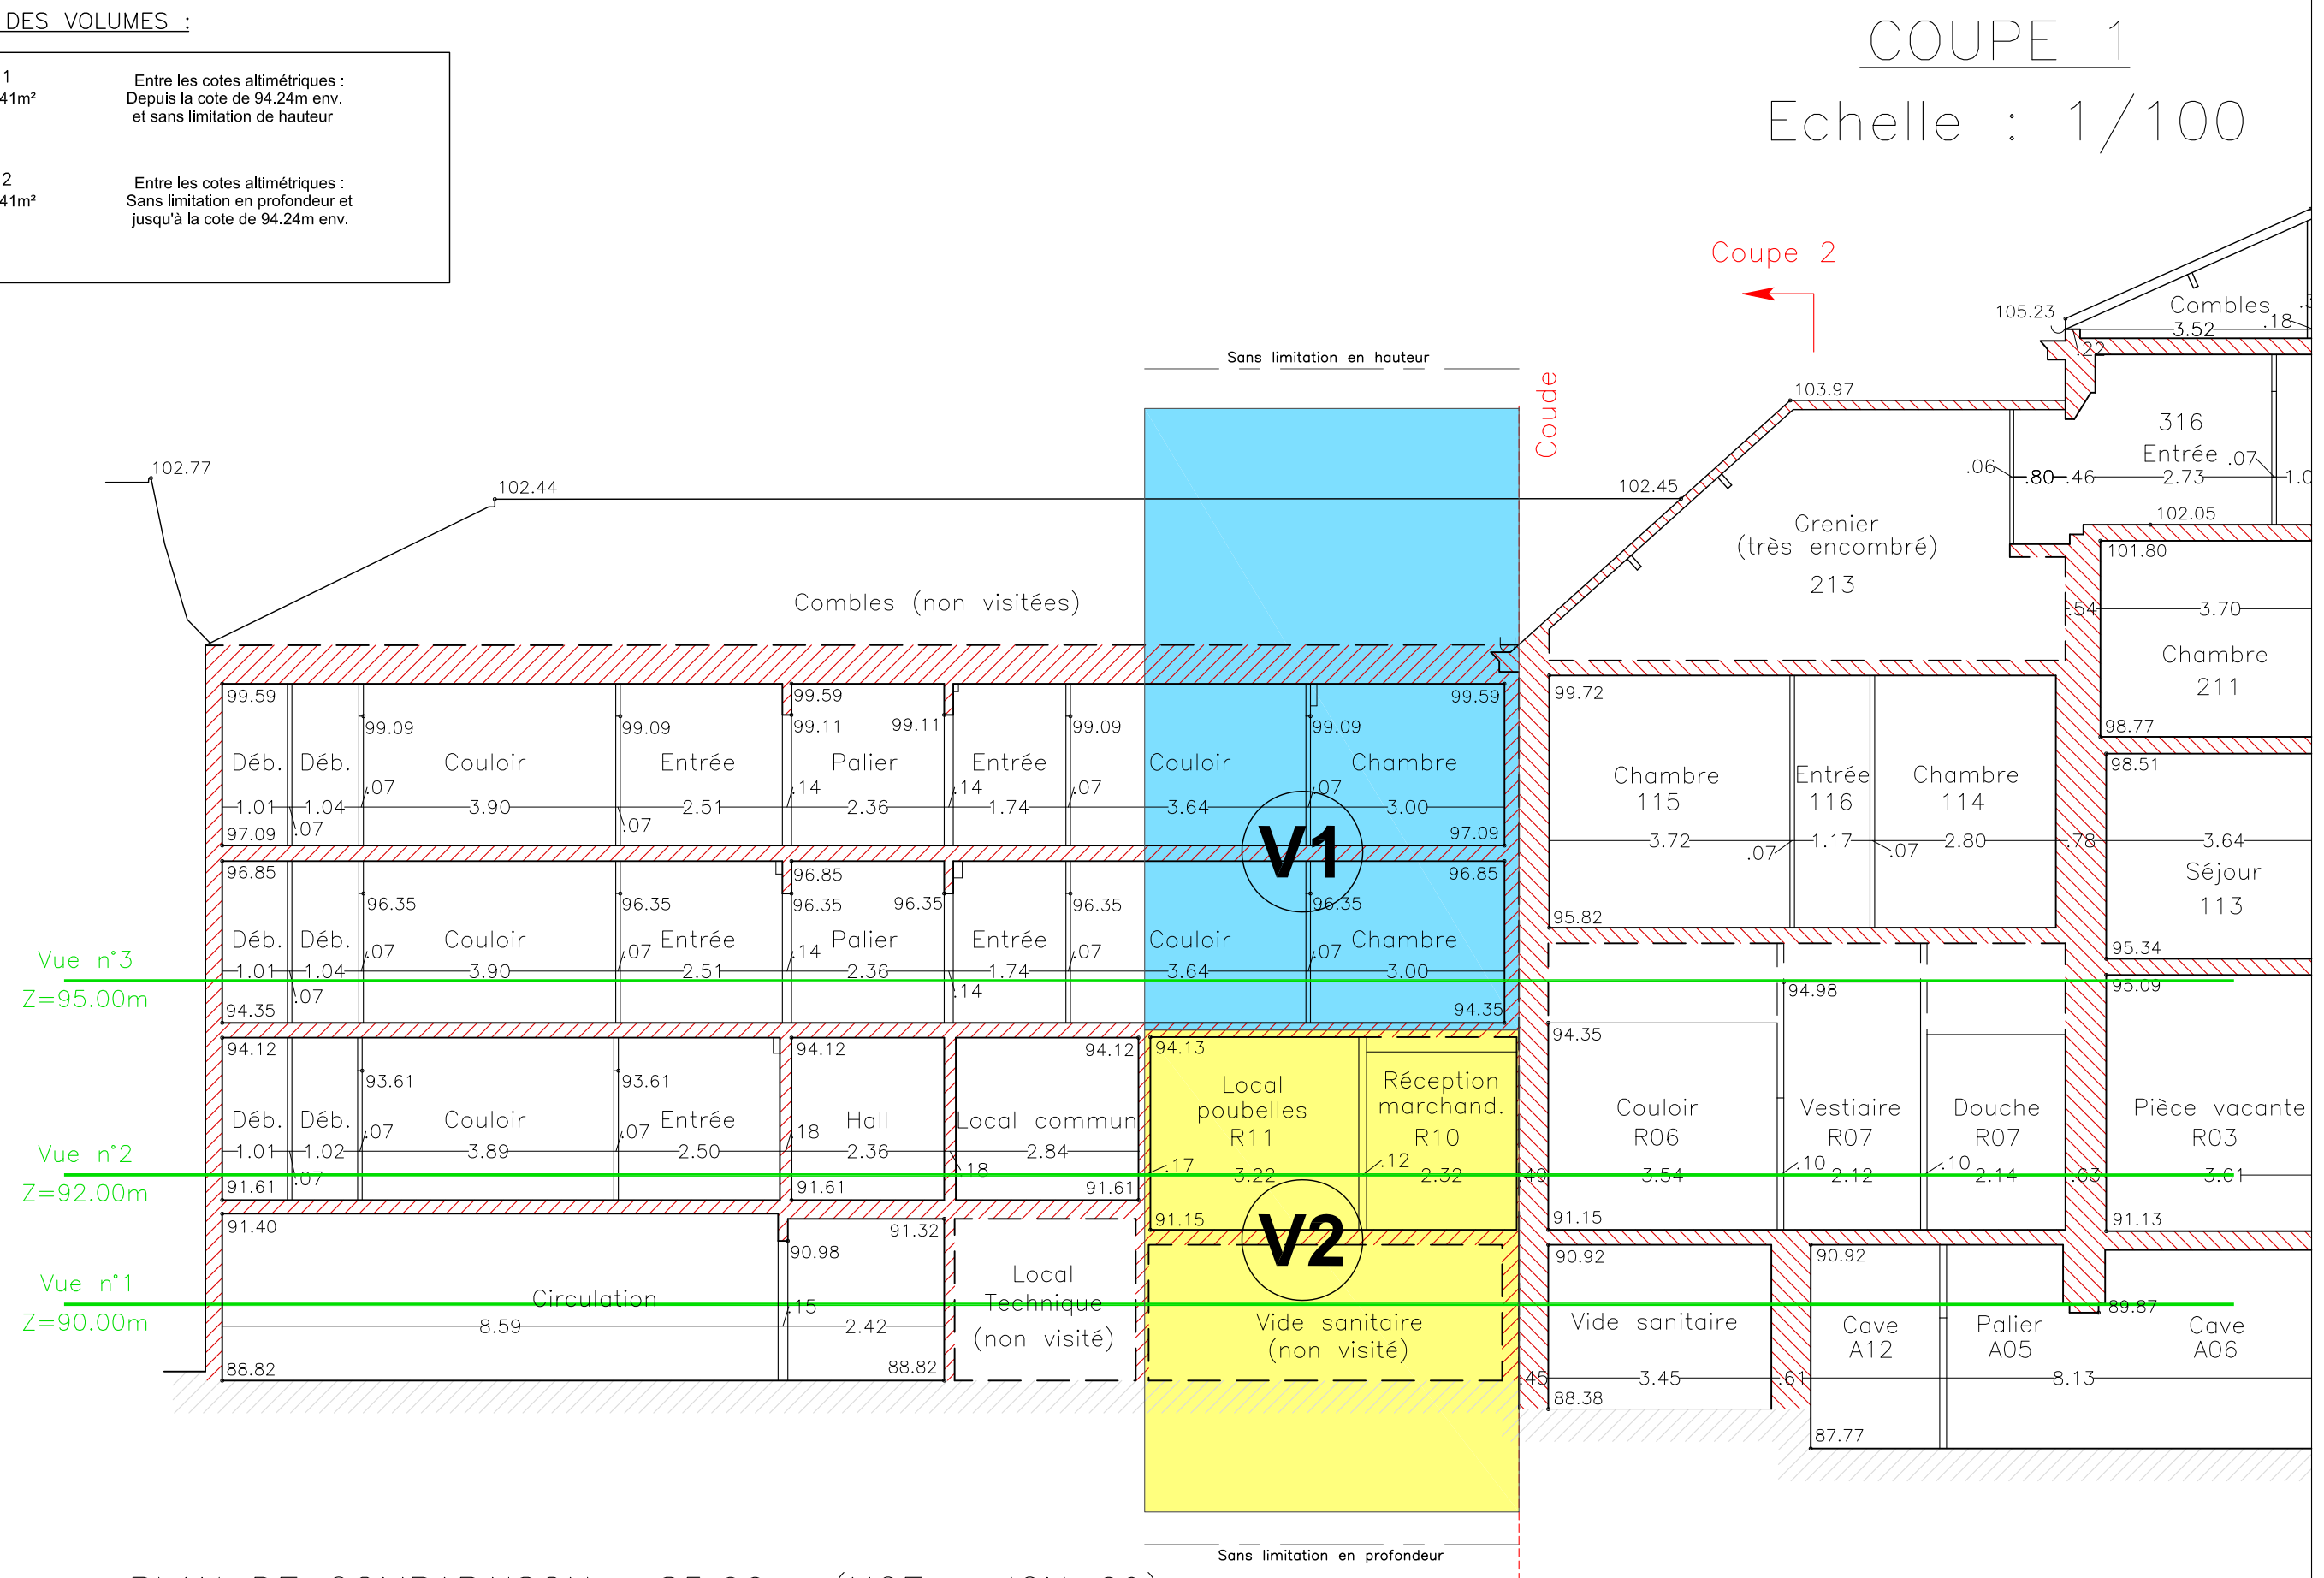 DES VOLUMES :
COUPE 1
Echelle : 1/100
1
41m²
Entre les cotes altimétriques :
Depuis la cote de 94.24m env.
et sans limitation de hauteur
2
41m²
Entre les cotes altimétriques :
Sans limitation en profondeur et
jusqu'à la cote de 94.24m env.
Coupe 2
Sans limitation en hauteur
Coude
105.23
Combles
3.52
.18
.22
103.97
316
Entrée
.06
.80
.46
2.73
.07
1.0
102.77
102.44
102.45
102.05
Grenier
(très encombré)
213
101.80
.54
3.70
Chambre
211
98.77
Combles (non visitées)
99.59
99.59
99.59
99.72
99.09
99.09
99.11
99.11
99.09
99.09
Déb.
Déb.
Couloir
Entrée
Palier
Entrée
Couloir
Chambre
.07
.14
.14
.07
.07
1.01
1.04
3.90
2.51
2.36
1.74
3.64
3.00
.07
.07
97.09
97.09
V1
Chambre
115
Entrée
116
Chambre
114
3.72
.07
1.17
.07
2.80
.78
95.82
98.51
3.64
Séjour
113
95.34
96.85
96.85
96.85
96.35
96.35
96.35
96.35
96.35
96.35
Déb.
Déb.
Couloir
Entrée
Palier
Entrée
Couloir
Chambre
.07
.07
.14
.07
.07
1.01
1.04
3.90
2.51
2.36
1.74
3.64
3.00
.07
.14
94.35
94.35
Vue n°3
Z=95.00m
94.98
95.09
94.35
94.12
94.12
94.12
94.13
93.61
93.61
Déb.
Déb.
Couloir
Entrée
Hall
Local commun
.07
.07
.18
1.01
1.02
3.89
2.50
2.36
2.84
.07
.18
91.61
91.61
91.61
Local
poubelles
R11
Réception
marchand.
R10
.17
3.22
.12
2.32
.49
91.15
Couloir
R06
3.54
.10
Vestiaire
R07
2.12
.10
Douche
R07
2.14
.63
Pièce vacante
R03
3.61
91.15
91.13
Vue n°2
Z=92.00m
V2
91.40
91.32
90.98
90.92
90.92
Vue n°1
Z=90.00m
Circulation
8.59
.15
2.42
88.82
88.82
Local
Technique
(non visité)
Vide sanitaire
(non visité)
.45
Vide sanitaire
3.45
.61
88.38
Cave
A12
Palier
A05
89.87
Cave
A06
8.13
87.77
Sans limitation en profondeur